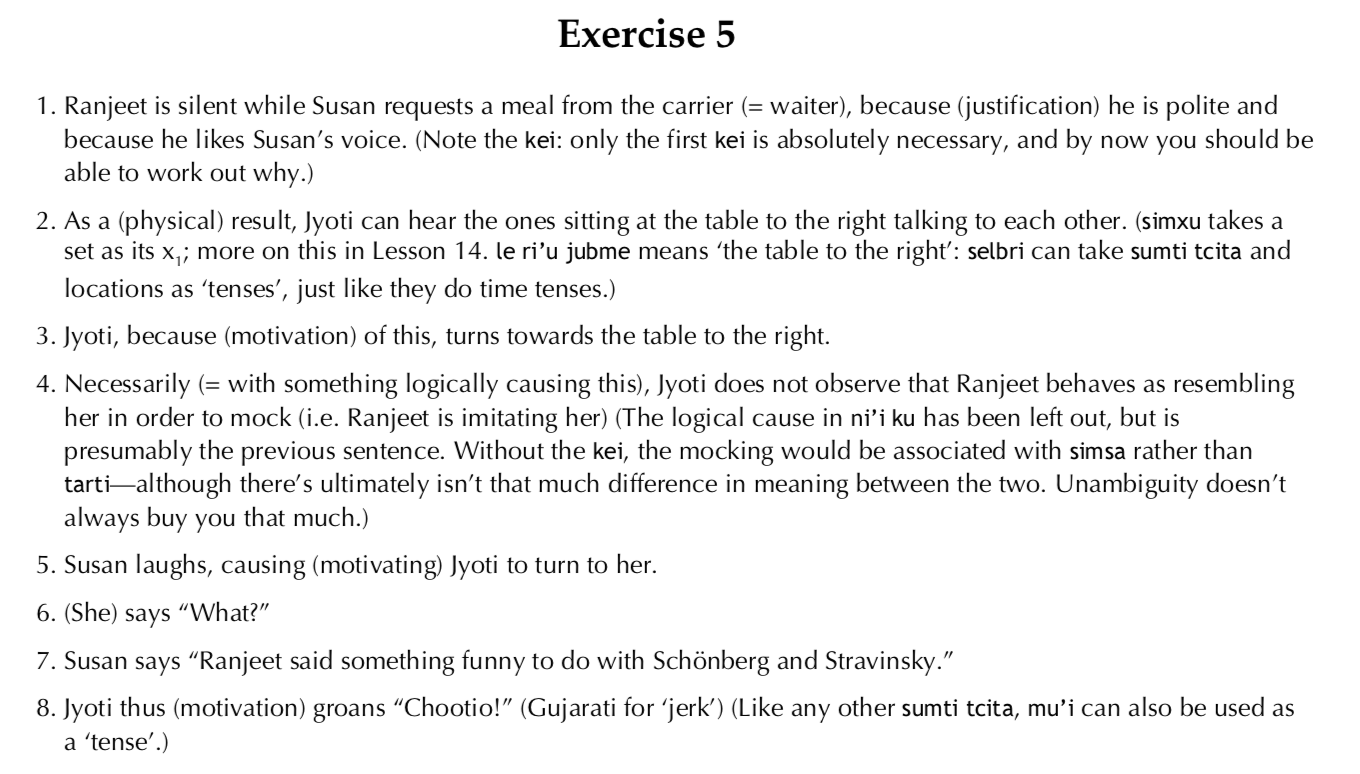 Exercise 5
1. Ranjeet is silent while Susan requests a meal from the carrier (= waiter), because (justification) he is polite and
because he likes Susan’s voice. (Note the kei: only the first kei is absolutely necessary, and by now you should be
able to work out why.)
2. As a (physical) result, Jyoti can hear the ones sitting at the table to the right talking to each other. (simxu takes a
set as its x₁; more on this in Lesson 14. le ri’u jubme means ‘the table to the right’: selbri can take sumti tcita and
locations as ‘tenses’, just like they do time tenses.)
3. Jyoti, because (motivation) of this, turns towards the table to the right.
4. Necessarily (= with something logically causing this), Jyoti does not observe that Ranjeet behaves as resembling
her in order to mock (i.e. Ranjeet is imitating her) (The logical cause in ni’i ku has been left out, but is
presumably the previous sentence. Without the kei, the mocking would be associated with simsa rather than
tarti—although there’s ultimately isn’t that much difference in meaning between the two. Unambiguity doesn’t
always buy you that much.)
5. Susan laughs, causing (motivating) Jyoti to turn to her.
6. (She) says “What?”
7. Susan says “Ranjeet said something funny to do with Schönberg and Stravinsky.”
8. Jyoti thus (motivation) groans “Chootio!” (Gujarati for ‘jerk’) (Like any other sumti tcita, mu’i can also be used as
a ‘tense’.)